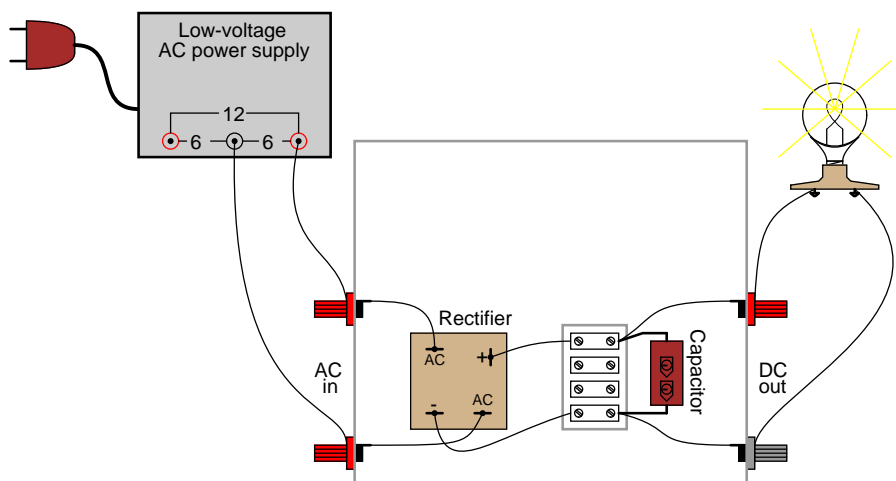 Low-voltage
AC power supply
12
6 6
Rectifier
AC +
- AC
Capacitor
AC
in
DC
out